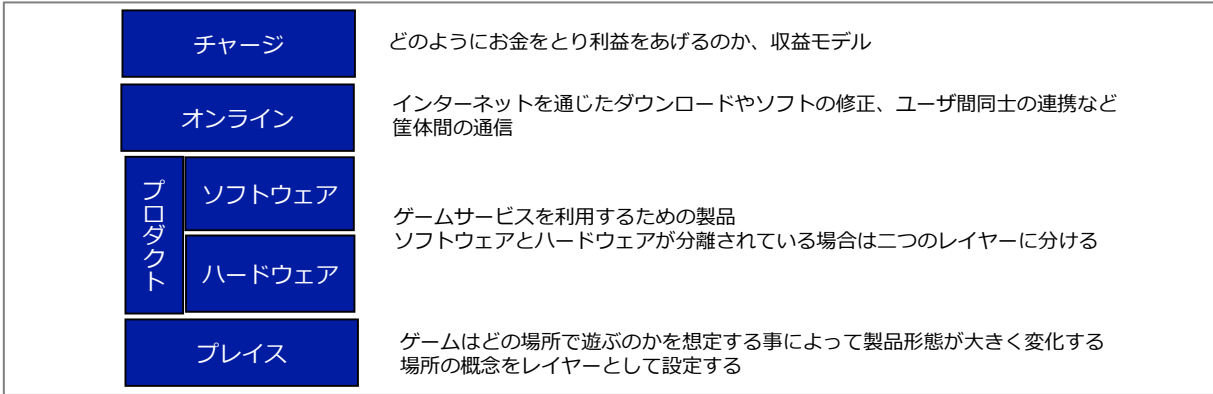 チャージ
どのようにお金をとり利益をあげるのか、収益モデル
オンライン
インターネットを通じたダウンロードやソフトの修正、ユーザ間同士の連携など
筐体間の通信
プロダクト
ソフトウェア
ハードウェア
ゲームサービスを利用するための製品
ソフトウェアとハードウェアが分離されている場合は二つのレイヤーに分ける
プレイス
ゲームはどの場所で遊ぶのかを想定する事によって製品形態が大きく変化する
場所の概念をレイヤーとして設定する